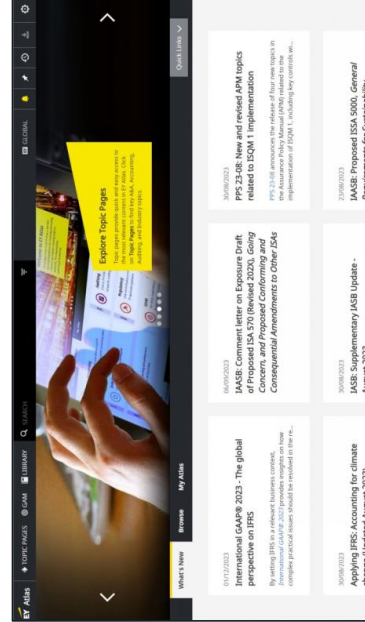 EY Atlas
TOPIC PAGES
GAM
LIBRARY
SEARCH
GLOBAL
Explore Topic Pages
Topic pages provide quick and easy access to
the most relevant content in EY Atlas. Click
on Topic Pages to find key A&A, Accounting,
Auditing, and Industry topics.
What's New
Browse
My Atlas
Quick Links
01/12/2023
International GAAP® 2023 - The global
perspective on IFRS
By setting IFRS in a relevant business context,
International GAAP® 2023 provides insights on how
complex practical issues should be resolved in the re...
06/09/2023
IAASB: Comment letter on Exposure Draft
of Proposed ISA 570 (Revised 202X), Going
Concern, and Proposed Conforming and
Consequential Amendments to Other ISAs
30/08/2023
PPS 23-08: New and revised APM topics
related to ISQM 1 implementation
PPS 23-08 announces the release of four new topics in
the Assurance Policy Manual (APM) related to the
implementation of ISQM 1, including key controls wi...
30/08/2023
Applying IFRS: Accounting for climate
change (Updated August 2023)
30/08/2023
IASB: Supplementary IASB Update -
August 2023
23/08/2023
IAASB: Proposed ISSA 5000, General